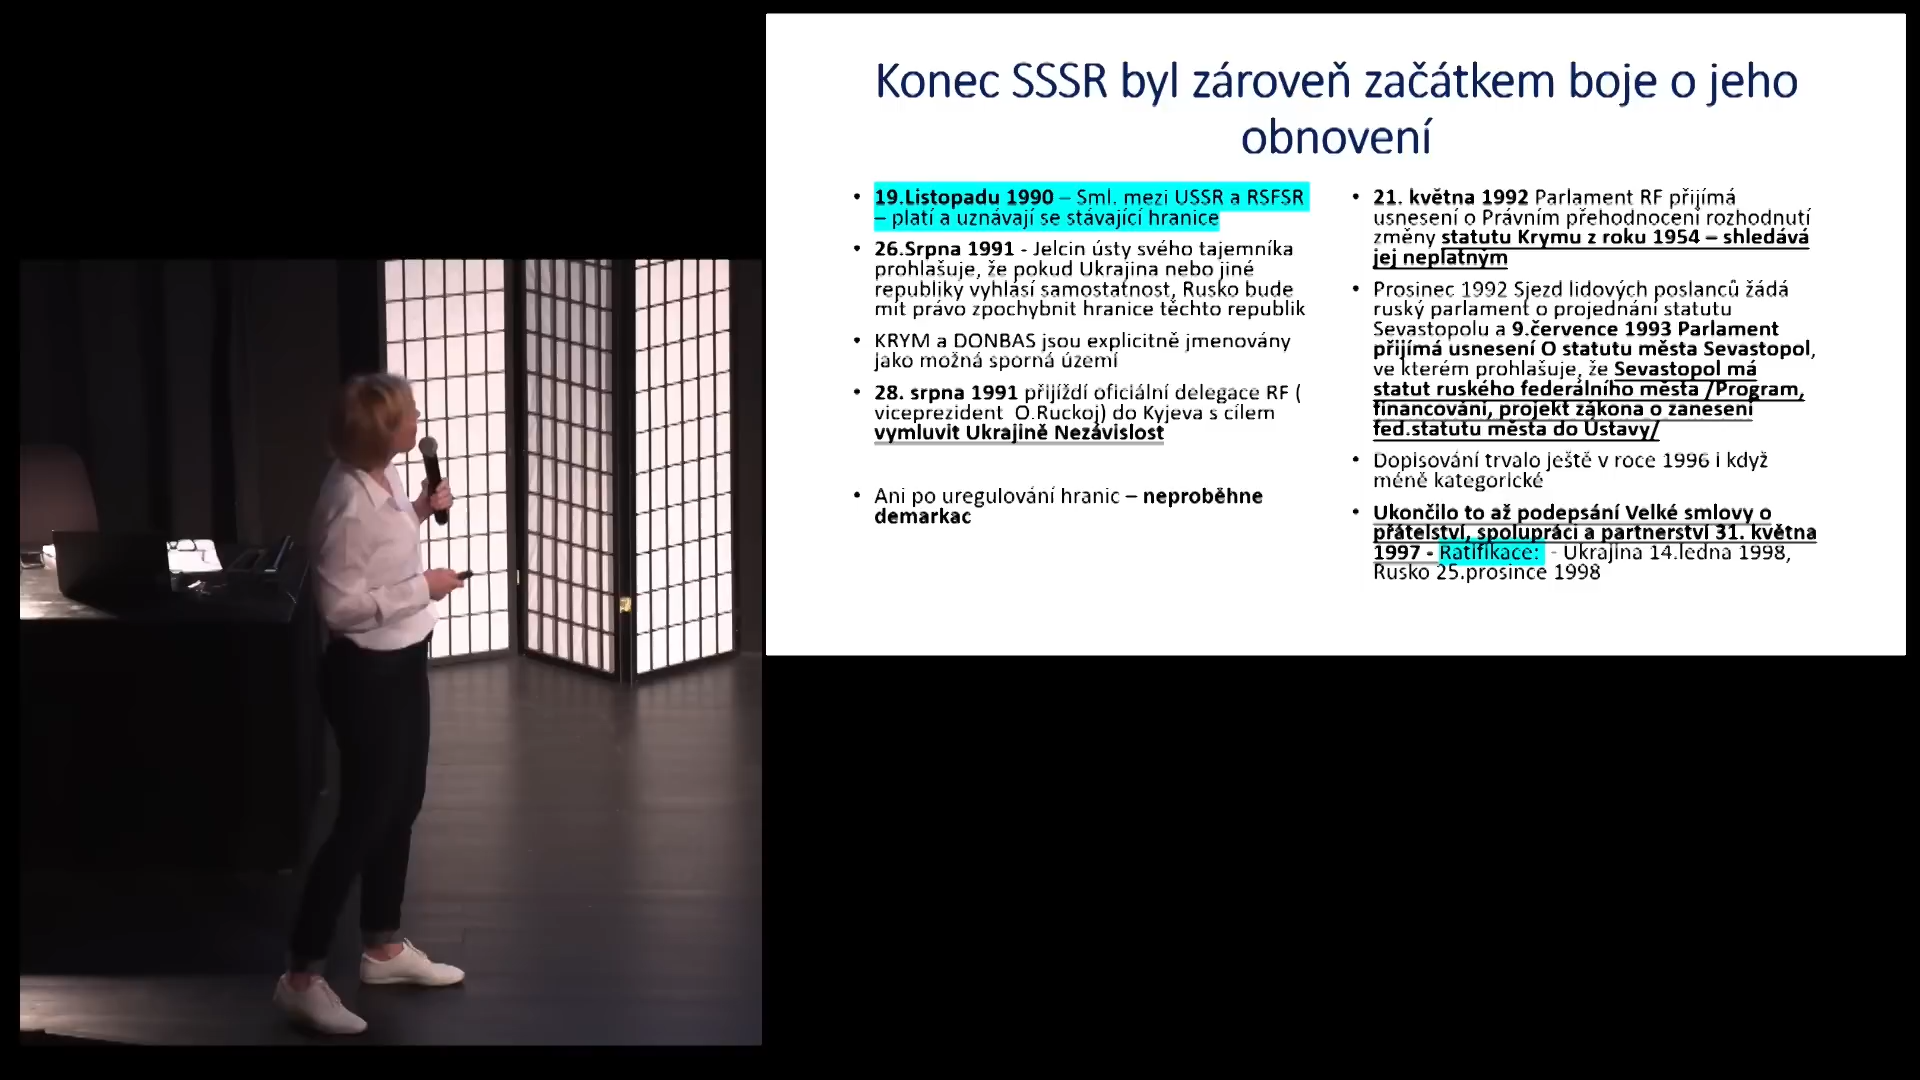 Konec SSSR byl zároveň začátkem boje o jeho
obnovení
• 19.Listopadu 1990 – Sml. mezi USSR a RSFSR
– platí a uznávají se stávající hranice
• 26.Srpna 1991 - Jelcin ústy svého tajemníka
prohlašuje, že pokud Ukrajina nebo jiné
republiky vyhlásí samostatnost, Rusko bude
mít právo zpochybnit hranice těchto republik
• KRYM a DONBAS jsou explicitně jmenovány
jako možná sporná území
• 28. srpna 1991 přijíždí oficiální delegace RF (
viceprezident O.Ruckoj) do Kyjeva s cílem
vymluvit Ukrajině Nezávislost
• Ani po uregulování hranic – neproběhne
demarkac
• 21. května 1992 Parlament RF přijímá
usnesení o Právním přehodnocení rozhodnutí
změny statutu Krymu z roku 1954 – shledává
jej neplatným
• Prosinec 1992 Sjezd lidových poslanců žádá
ruský parlament o projednání statutu
Sevastopolu a 9.července 1993 Parlament
přijímá usnesení O statutu města Sevastopol,
ve kterém prohlašuje, že Sevastopol má
statut ruského federálního města /Program,
financování, projekt zákona o zanesení
fed.statutu města do Ústavy/
• Dopisování trvalo ještě v roce 1996 i když
méně kategorické
• Ukončilo to až podepsání Velké smlovy o
přátelství, spolupráci a partnerství 31. května
1997 - Ratifikace: - Ukrajina 14.ledna 1998,
Rusko 25.prosince 1998